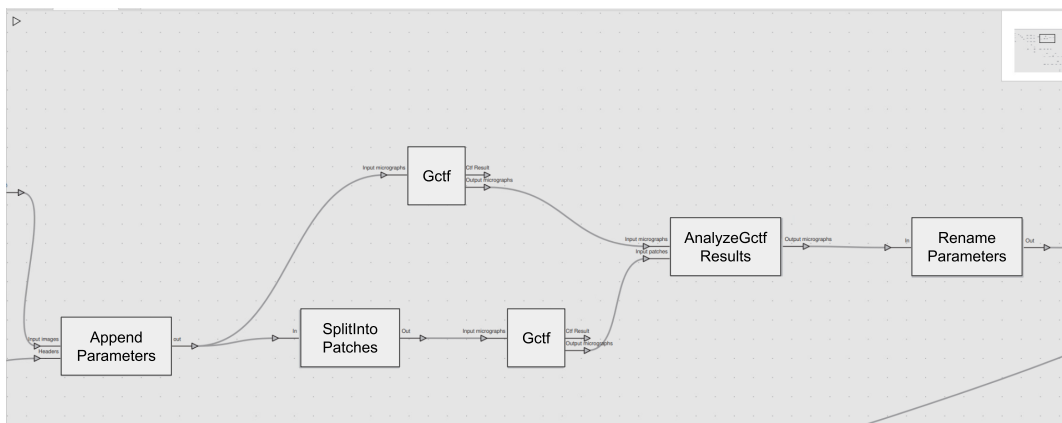 Input micrographs
Gctf
Ctf Result
Output micrographs
Input micrographs
Input patches
AnalyzeGctf
Results
Output micrographs
In
Rename
Parameters
Out
Input images
Headers
Append
Parameters
out
In
SplitInto
Patches
Out
Input micrographs
Gctf
Ctf Result
Output micrographs